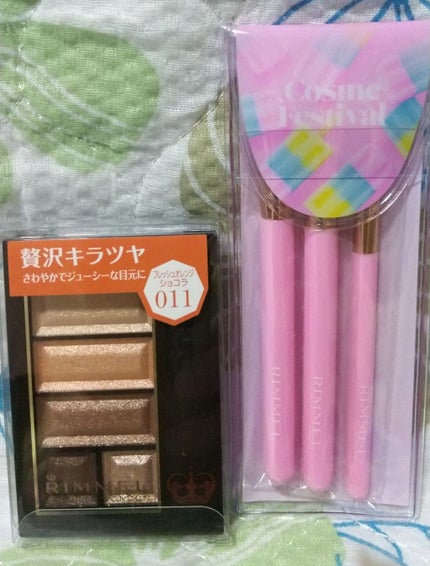 贅沢キラツヤ
さわやかでジューシーな目元に
フレッシュオレンジ
ショコラ
011
RIMMEL
Cosme
Festival
RIMMEL
RIMMEL
RIMMEL